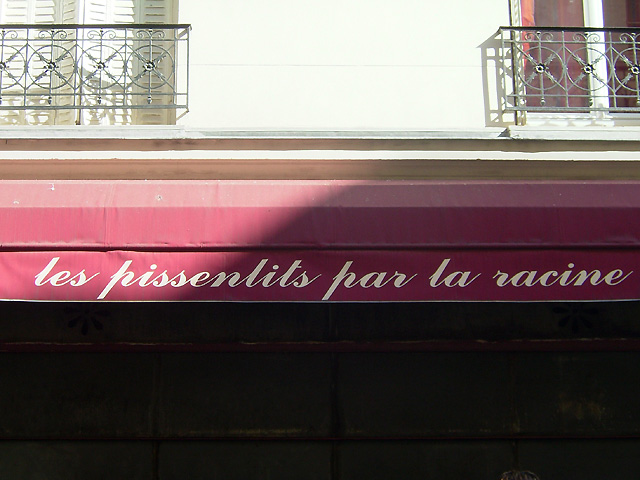 les pissenlits par la racine